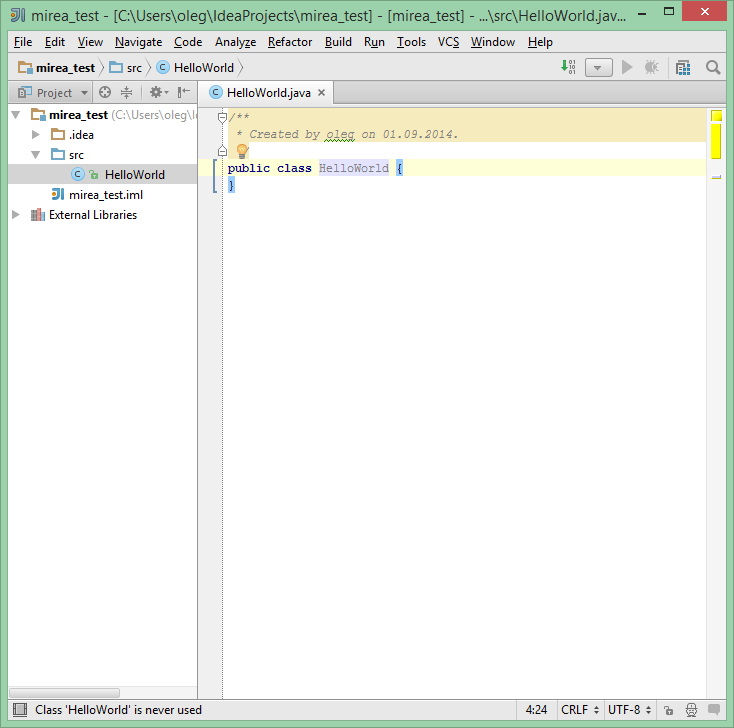 mirea_test - [C:\Users\oleg\IdeaProjects\mirea_test] - [mirea_test] - ...\src\HelloWorld.jav...
File Edit View Navigate Code Analyze Refactor Build Run Tools VCS Window Help
mirea_test src HelloWorld
Project
HelloWorld.java
mirea_test (C:\Users\oleg\I
.idea
src
HelloWorld
mirea_test.iml
External Libraries
/**
* Created by oleg on 01.09.2014.
public class HelloWorld {
}
Class 'HelloWorld' is never used 4:24 CRLF UTF-8